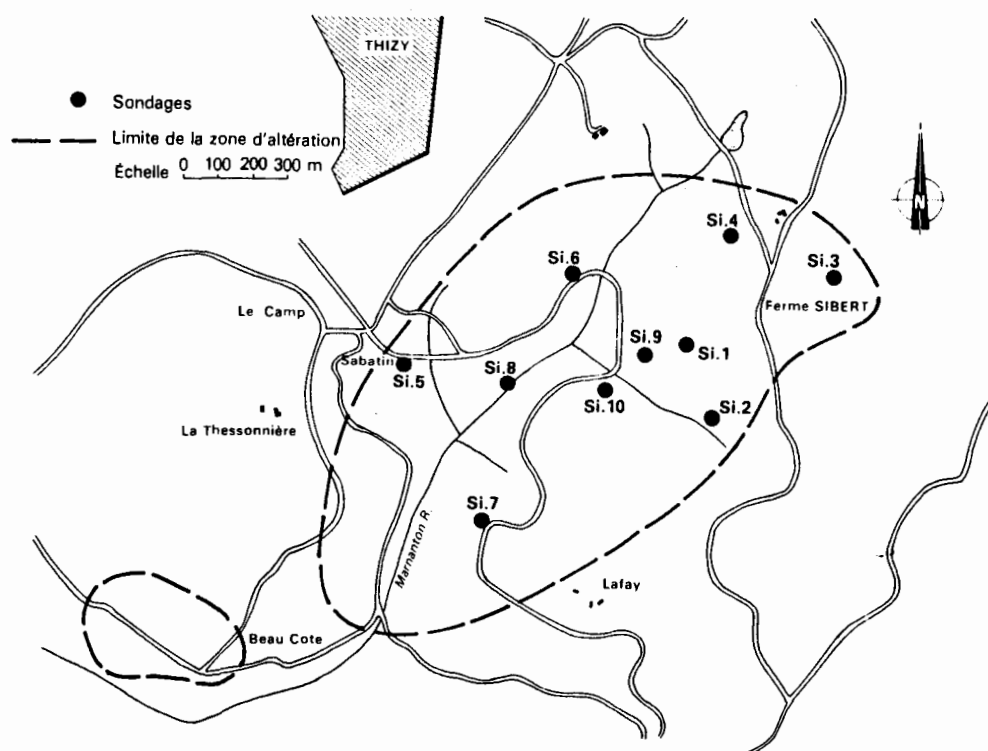 THIZY
Sondages
Limite de la zone d'altération
Échelle 0 100 200 300 m
N
Si.4
Si.6
Si.3
Ferme SIBERT
Le Camp
Si.9
Si.1
Sabatin
Si.5
Si.8
Si.10
Si.2
La Thessonnière
Si.7
Marnanton R.
Lafay
Beau Cote